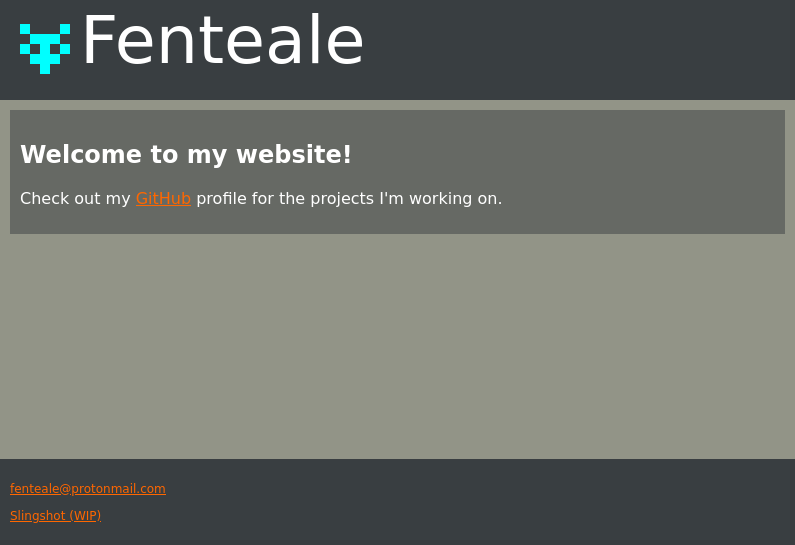 Fenteale
Welcome to my website!
Check out my GitHub profile for the projects I'm working on.
fenteale@protonmail.com
Slingshot (WIP)